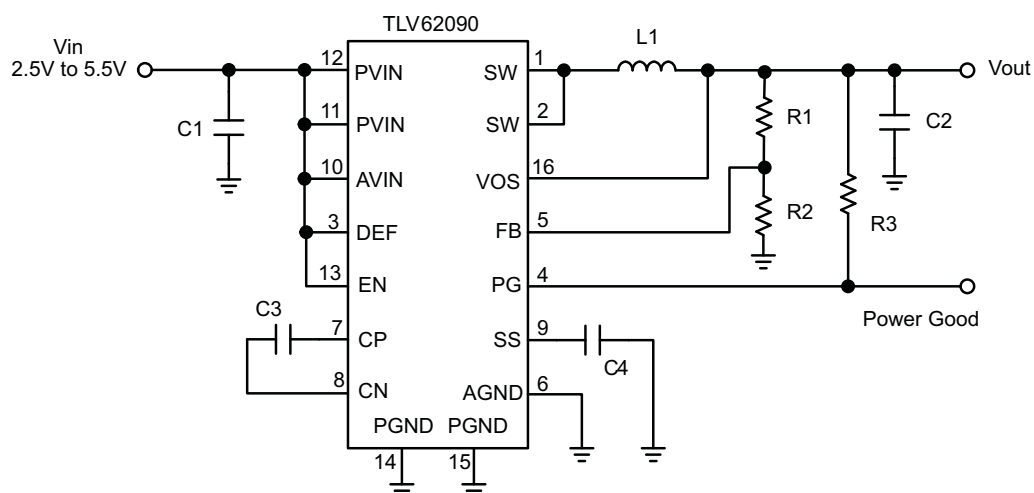 TLV62090
Vin
2.5V to 5.5V
12
PVIN
SW
1
L1
Vout
C1
11
PVIN
SW
2
R1
C2
10
AVIN
VOS
16
R2
R3
3
DEF
FB
5
13
EN
PG
4
Power Good
C3
7
CP
SS
9
C4
8
CN
AGND
6
PGND
PGND
14
15